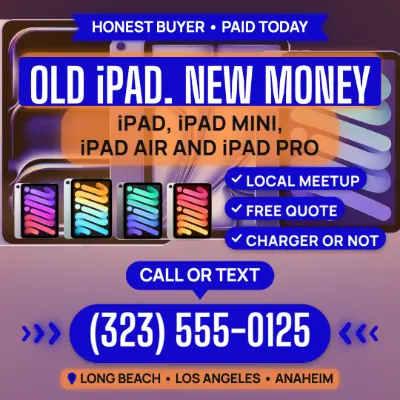 HONEST BUYER • PAID TODAY
OLD iPAD. NEW MONEY
iPAD, iPAD MINI,
iPAD AIR AND iPAD PRO
LOCAL MEETUP
FREE QUOTE
CHARGER OR NOT
CALL OR TEXT
(323) 555-0125
LONG BEACH • LOS ANGELES • ANAHEIM